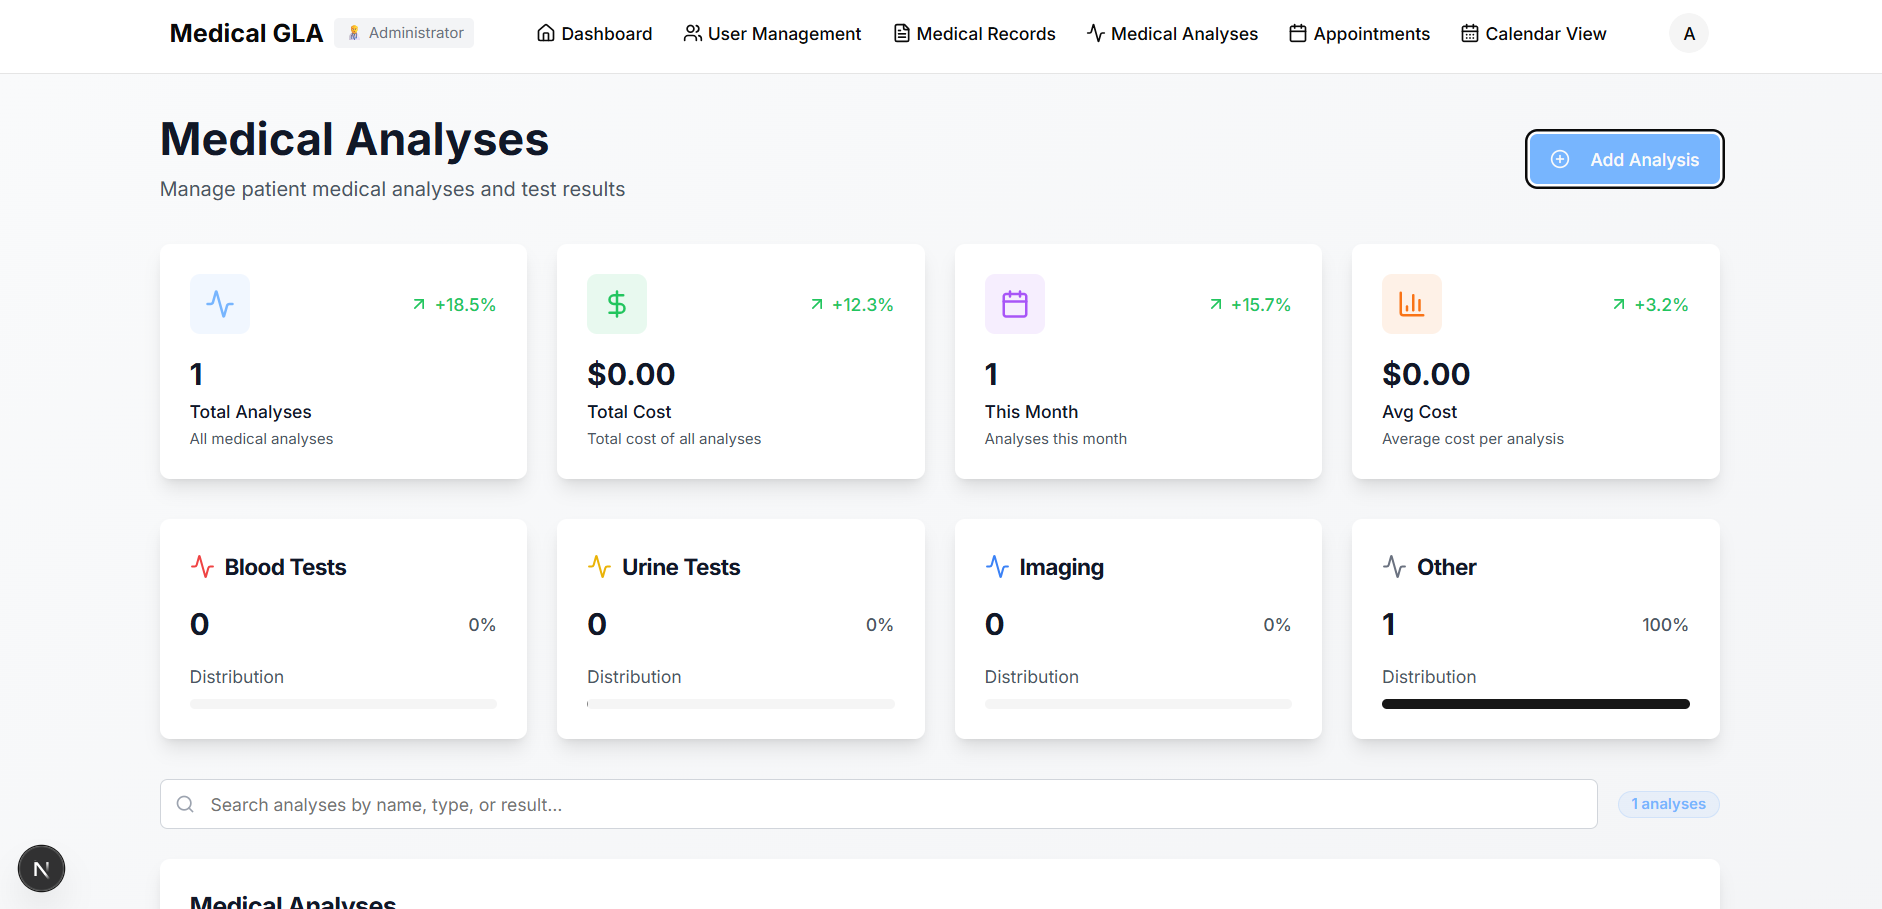 Medical GLA
Administrator
Dashboard
User Management
Medical Records
Medical Analyses
Appointments
Calendar View
A
Medical Analyses
Manage patient medical analyses and test results
Add Analysis
+18.5%
1
Total Analyses
All medical analyses
+12.3%
$0.00
Total Cost
Total cost of all analyses
+15.7%
1
This Month
Analyses this month
+3.2%
$0.00
Avg Cost
Average cost per analysis
Blood Tests
0
0%
Distribution
Urine Tests
0
0%
Distribution
Imaging
0
0%
Distribution
Other
1
100%
Distribution
Search analyses by name, type, or result...
1 analyses
N
Medical Analyses